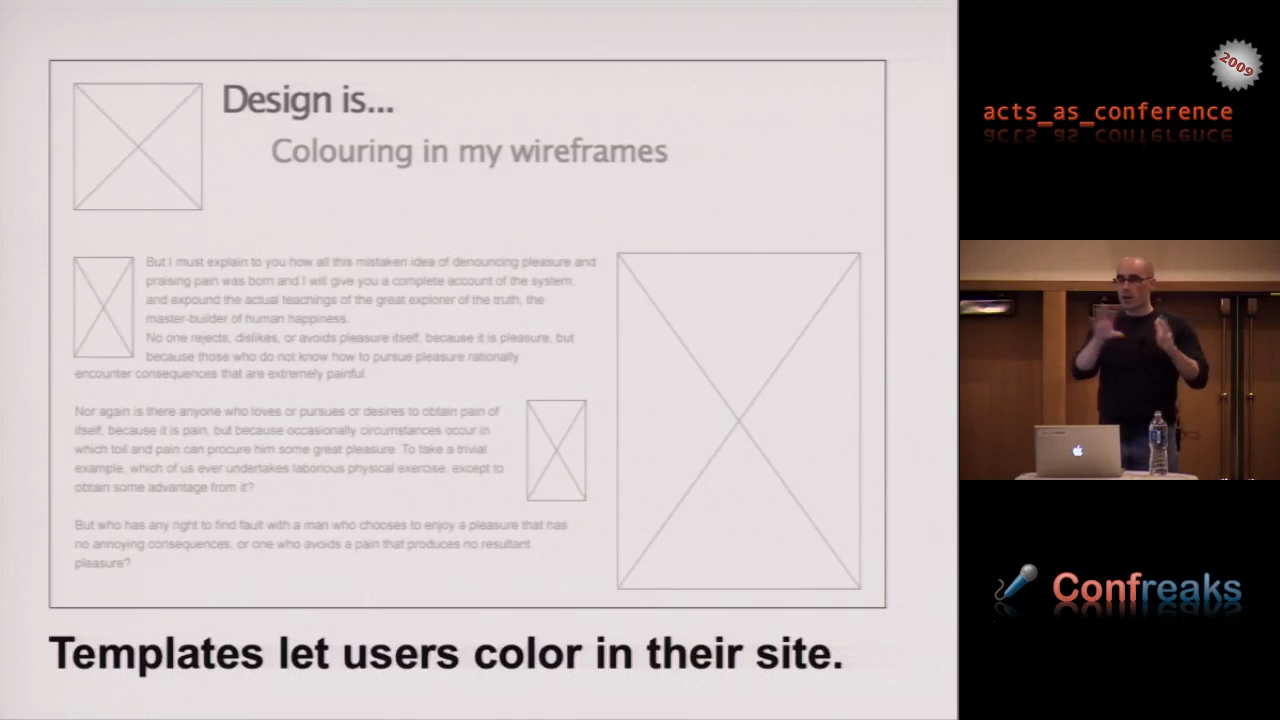 Design is...
Colouring in my wireframes
But I must explain to you how all this mistaken idea of denouncing pleasure and
praising pain was born and I will give you a complete account of the system,
and expound the actual teachings of the great explorer of the truth, the
master-builder of human happiness.
No one rejects, dislikes, or avoids pleasure itself, because it is pleasure, but
because those who do not know how to pursue pleasure rationally
encounter consequences that are extremely painful.
Nor again is there anyone who loves or pursues or desires to obtain pain of
itself, because it is pain, but because occasionally circumstances occur in
which toil and pain can procure him some great pleasure. To take a trivial
example, which of us ever undertakes laborious physical exercise, except to
obtain some advantage from it?
But who has any right to find fault with a man who chooses to enjoy a pleasure that has
no annoying consequences, or one who avoids a pain that produces no resultant
pleasure?
Templates let users color in their site.
2009
acts_as_conference
Confreaks